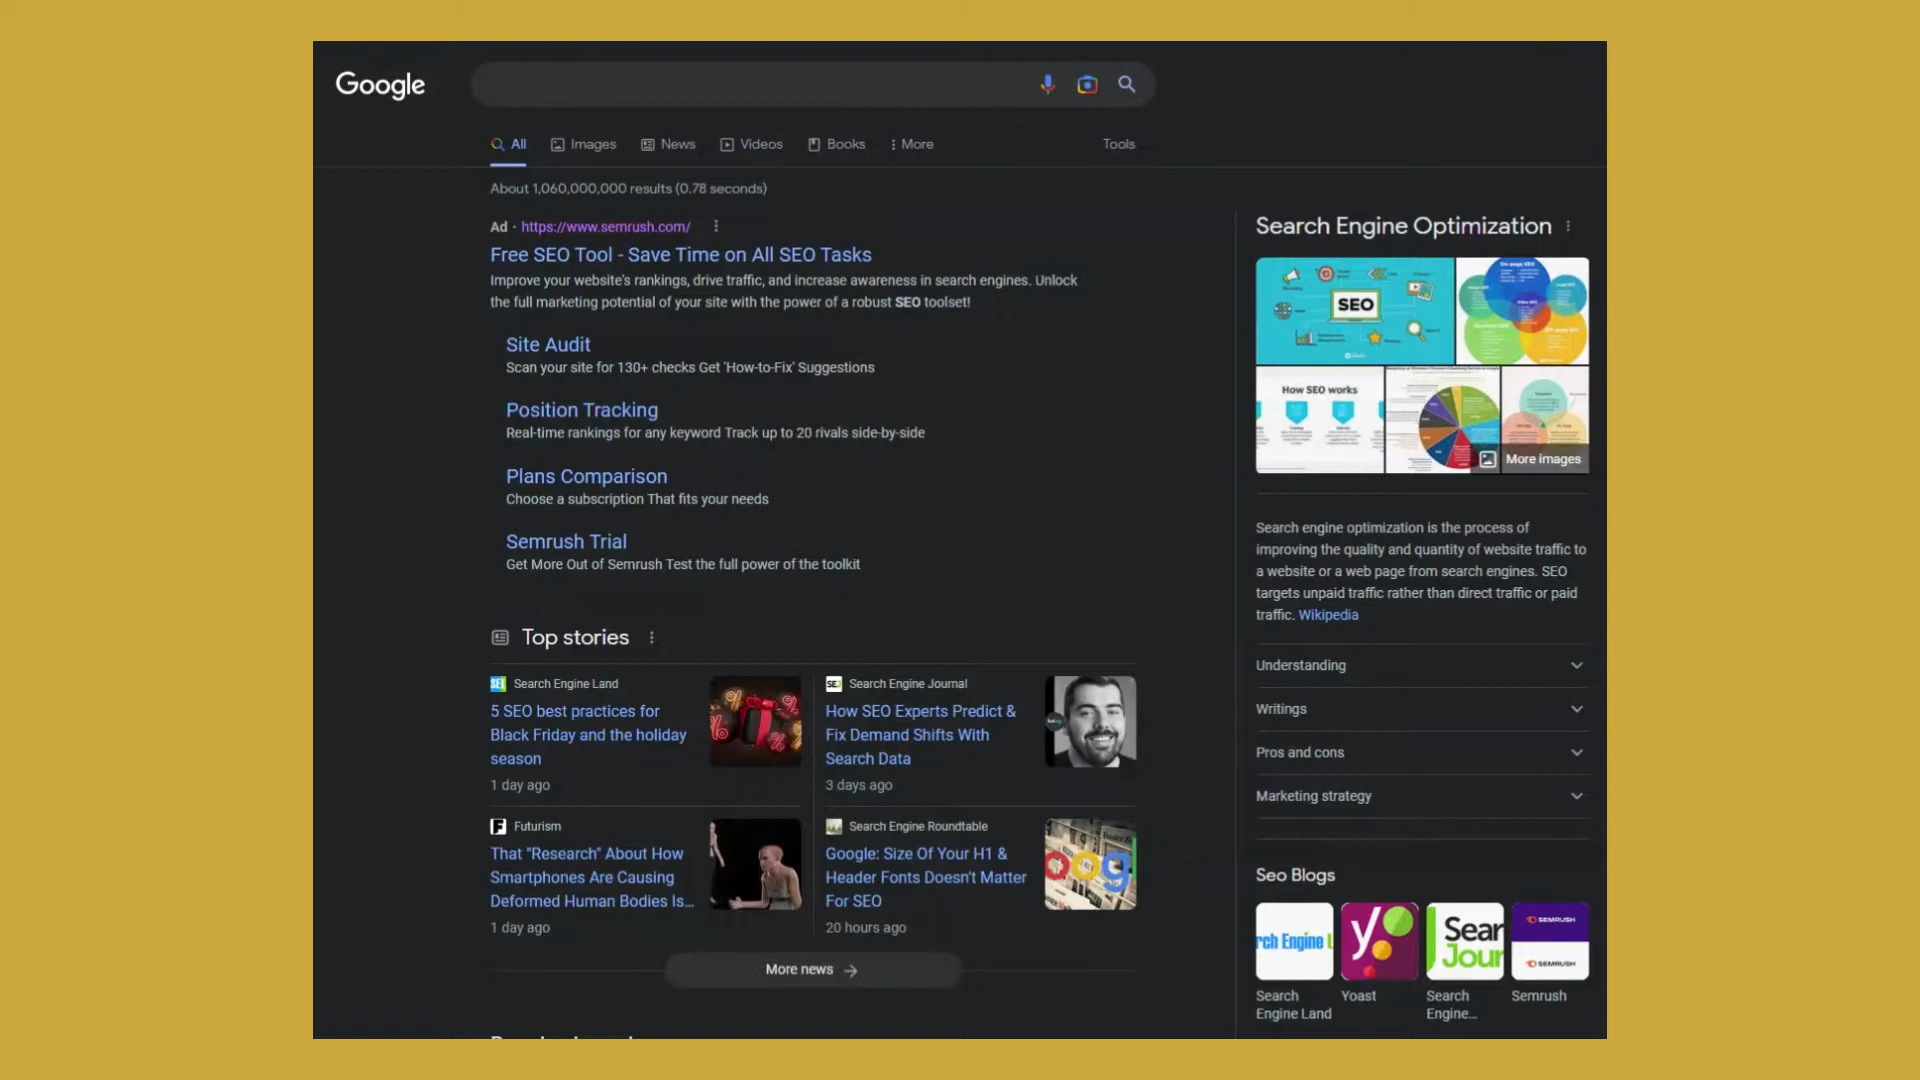 Google
All
Images
News
Videos
Books
More
Tools
About 1,060,000,000 results (0.78 seconds)
Ad · https://www.semrush.com/
Free SEO Tool - Save Time on All SEO Tasks
Improve your website's rankings, drive traffic, and increase awareness in search engines. Unlock
the full marketing potential of your site with the power of a robust SEO toolset!
Site Audit
Scan your site for 130+ checks Get 'How-to-Fix' Suggestions
Position Tracking
Real-time rankings for any keyword Track up to 20 rivals side-by-side
Plans Comparison
Choose a subscription That fits your needs
Semrush Trial
Get More Out of Semrush Test the full power of the toolkit
Top stories
Search Engine Land
5 SEO best practices for
Black Friday and the holiday
season
1 day ago
Search Engine Journal
How SEO Experts Predict &
Fix Demand Shifts With
Search Data
3 days ago
Futurism
That "Research" About How
Smartphones Are Causing
Deformed Human Bodies Is...
1 day ago
Search Engine Roundtable
Google: Size Of Your H1 &
Header Fonts Doesn't Matter
For SEO
20 hours ago
More news
Search Engine Optimization
SEO
How SEO works
More images
Search engine optimization is the process of
improving the quality and quantity of website traffic to
a website or a web page from search engines. SEO
targets unpaid traffic rather than direct traffic or paid
traffic. Wikipedia
Understanding
Writings
Pros and cons
Marketing strategy
Seo Blogs
rch Engine L
yo
Sear
Jour
SEMRUSH
SEMRUSH
Search
Engine Land
Yoast
Search
Engine...
Semrush